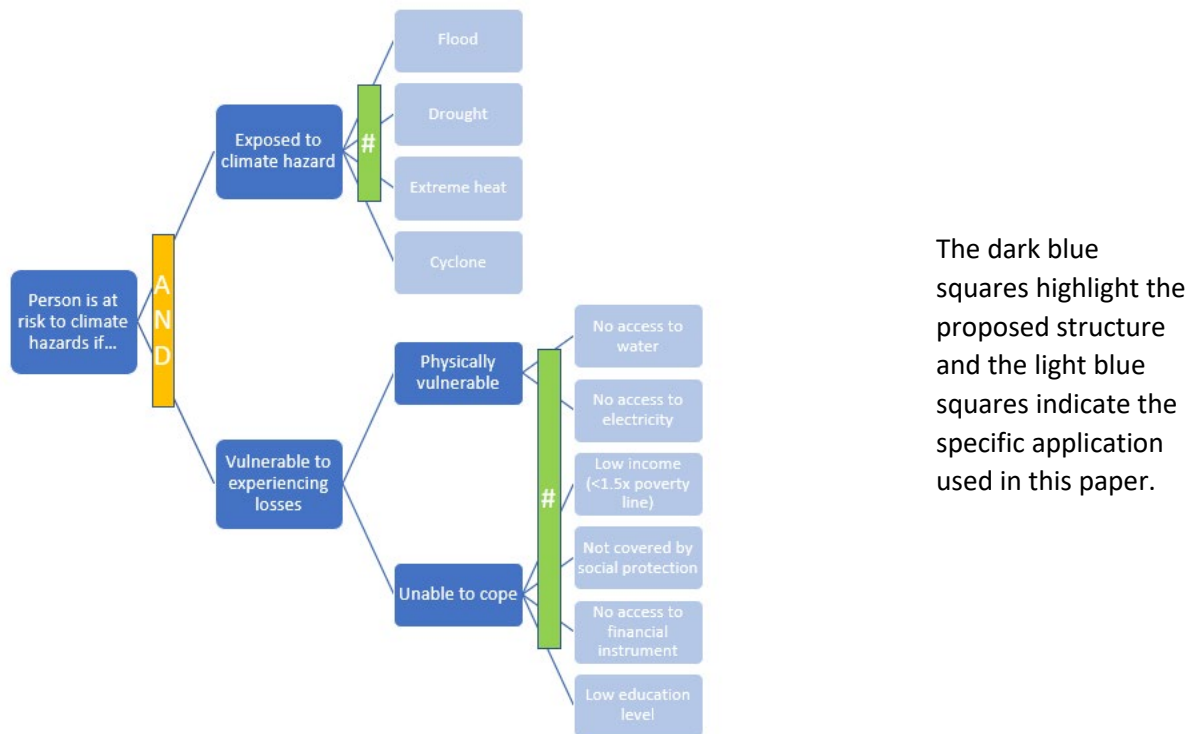 Person is at
risk to climate
hazards if…
A
N
D
Exposed to
climate hazard
#
Flood
Drought
Extreme heat
Cyclone
Vulnerable to
experiencing
losses
Physically
vulnerable
Unable to cope
#
No access to
water
No access to
electricity
Low income
(<1.5x poverty
line)
Not covered by
social protection
No access to
financial
instrument
Low education
level
The dark blue
squares highlight the
proposed structure
and the light blue
squares indicate the
specific application
used in this paper.